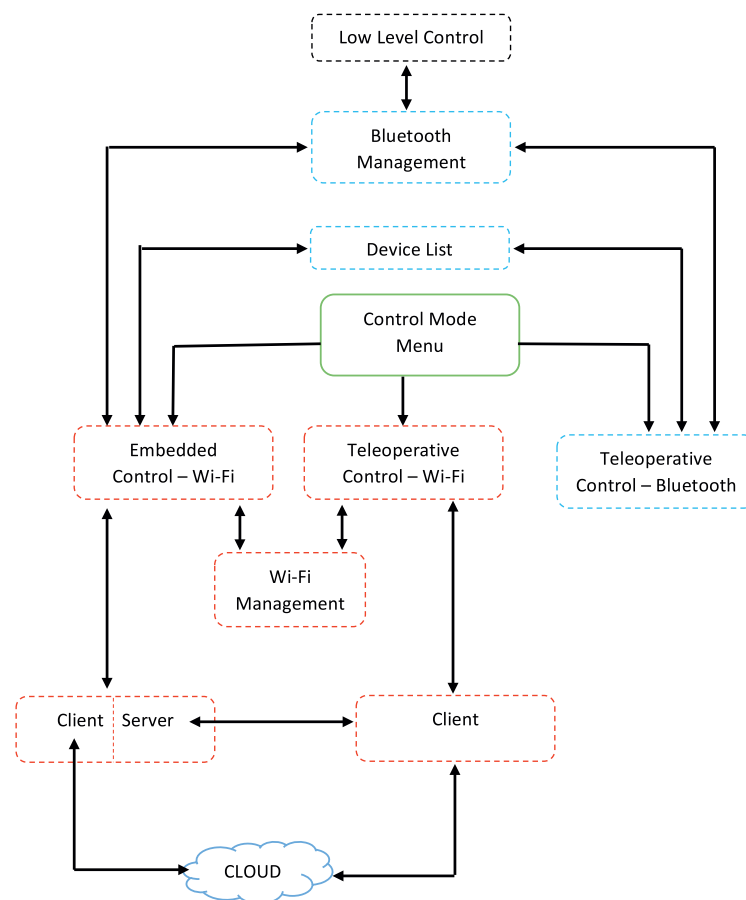 Low Level Control
Bluetooth
Management
Device List
Control Mode
Menu
Embedded
Control – Wi-Fi
Teleoperative
Control – Wi-Fi
Teleoperative
Control – Bluetooth
Wi-Fi
Management
Client
Server
Client
CLOUD